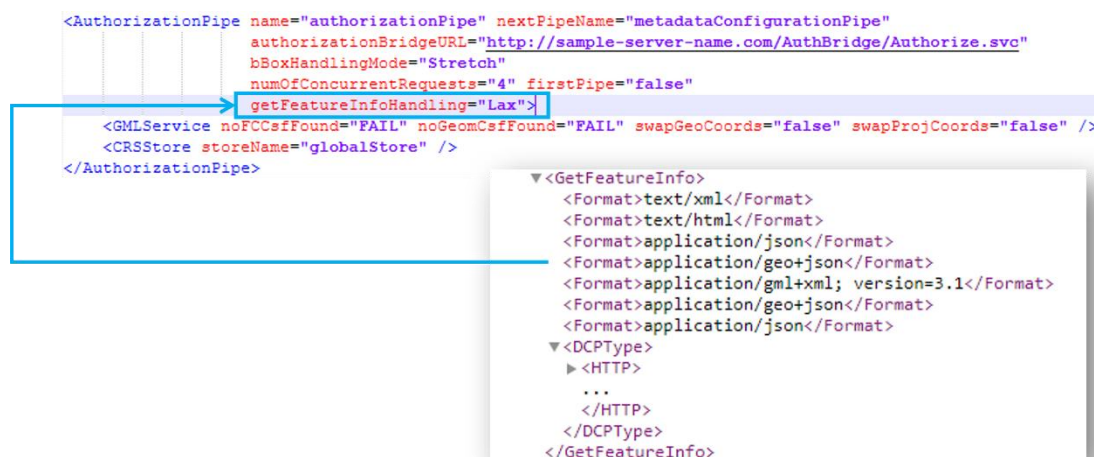 <AuthorizationPipe name="authorizationPipe" nextPipeName="metadataConfigurationPipe"
authorizationBridgeURL="http://sample-server-name.com/AuthBridge/Authorize.svc"
bBoxHandlingMode="Stretch"
numOfConcurrentRequests="4" firstPipe="false"
getFeatureInfoHandling="Lax">
<GMLService noFCCsfFound="FAIL" noGeomCsfFound="FAIL" swapGeoCoords="false" swapProjCoords="false" />
<CRSStore storeName="globalStore" />
</AuthorizationPipe>
▼<GetFeatureInfo>
<Format>text/xml</Format>
<Format>text/html</Format>
<Format>application/json</Format>
<Format>application/geo+json</Format>
<Format>application/gml+xml; version=3.1</Format>
<Format>application/geo+json</Format>
<Format>application/json</Format>
▼<DCPType>
▶<HTTP>
...
</HTTP>
</DCPType>
</GetFeatureInfo>